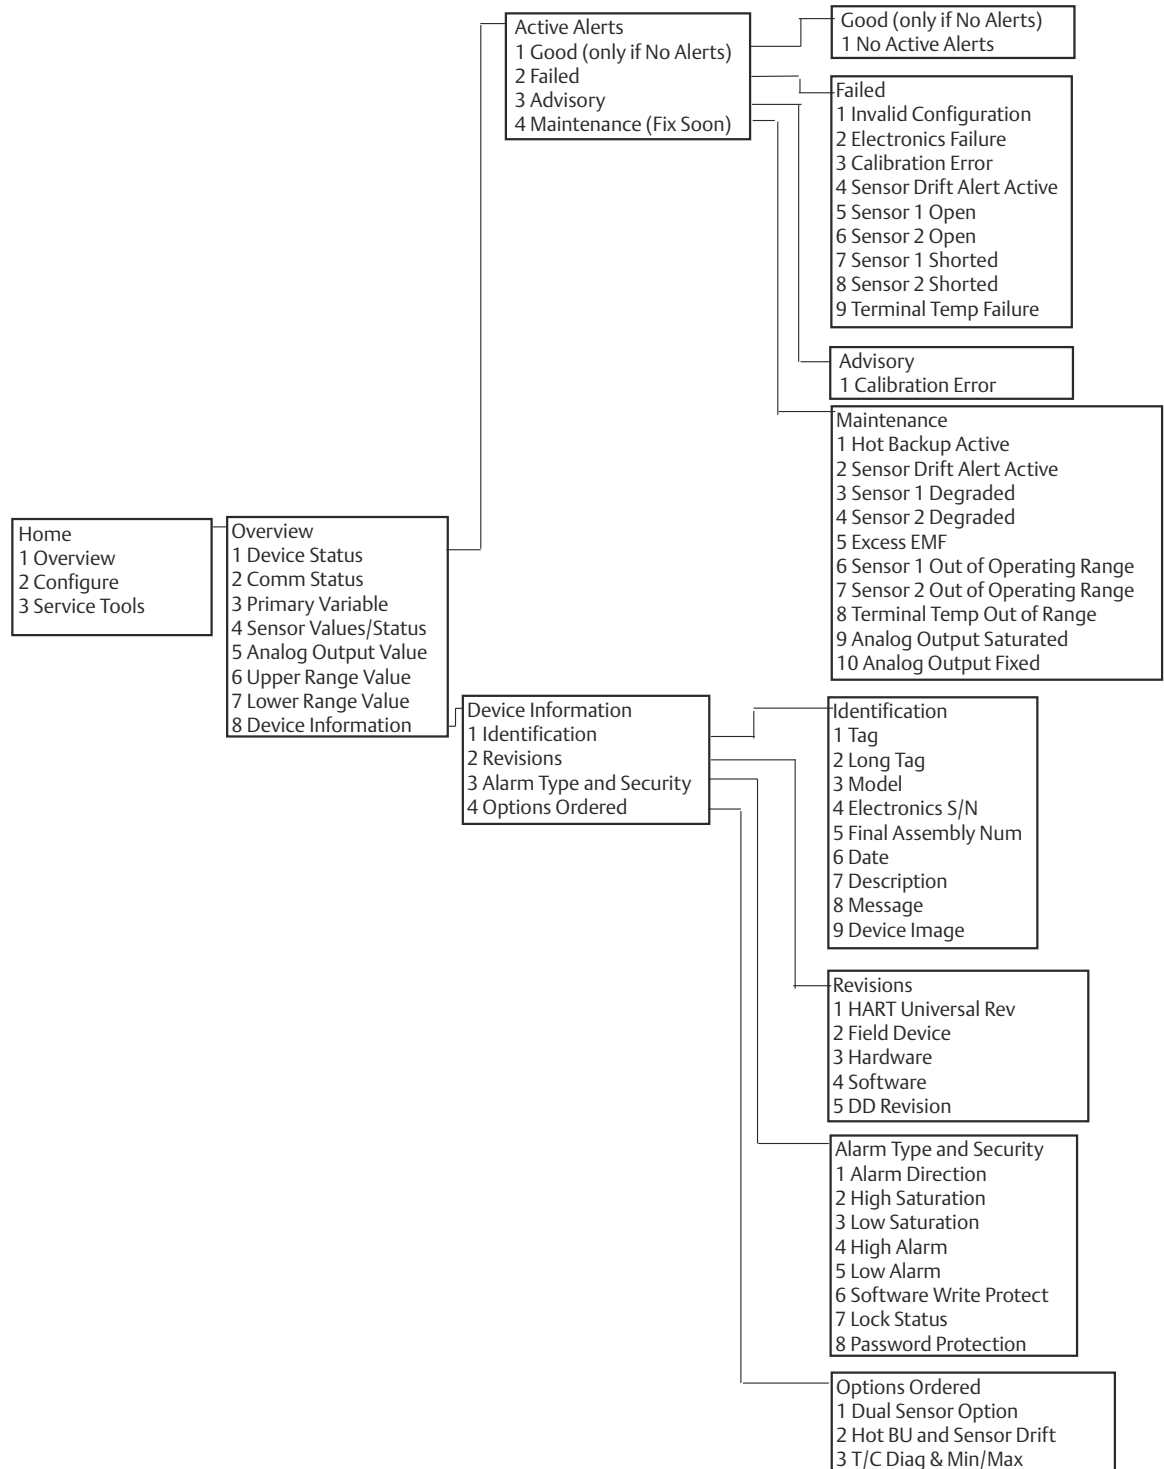 Home
1 Overview
2 Configure
3 Service Tools
Overview
1 Device Status
2 Comm Status
3 Primary Variable
4 Sensor Values/Status
5 Analog Output Value
6 Upper Range Value
7 Lower Range Value
8 Device Information
Active Alerts
1 Good (only if No Alerts)
2 Failed
3 Advisory
4 Maintenance (Fix Soon)
Good (only if No Alerts)
1 No Active Alerts
Failed
1 Invalid Configuration
2 Electronics Failure
3 Calibration Error
4 Sensor Drift Alert Active
5 Sensor 1 Open
6 Sensor 2 Open
7 Sensor 1 Shorted
8 Sensor 2 Shorted
9 Terminal Temp Failure
Advisory
1 Calibration Error
Maintenance
1 Hot Backup Active
2 Sensor Drift Alert Active
3 Sensor 1 Degraded
4 Sensor 2 Degraded
5 Excess EMF
6 Sensor 1 Out of Operating Range
7 Sensor 2 Out of Operating Range
8 Terminal Temp Out of Range
9 Analog Output Saturated
10 Analog Output Fixed
Device Information
1 Identification
2 Revisions
3 Alarm Type and Security
4 Options Ordered
Identification
1 Tag
2 Long Tag
3 Model
4 Electronics S/N
5 Final Assembly Num
6 Date
7 Description
8 Message
9 Device Image
Revisions
1 HART Universal Rev
2 Field Device
3 Hardware
4 Software
5 DD Revision
Alarm Type and Security
1 Alarm Direction
2 High Saturation
3 Low Saturation
4 High Alarm
5 Low Alarm
6 Software Write Protect
7 Lock Status
8 Password Protection
Options Ordered
1 Dual Sensor Option
2 Hot BU and Sensor Drift
3 T/C Diag & Min/Max